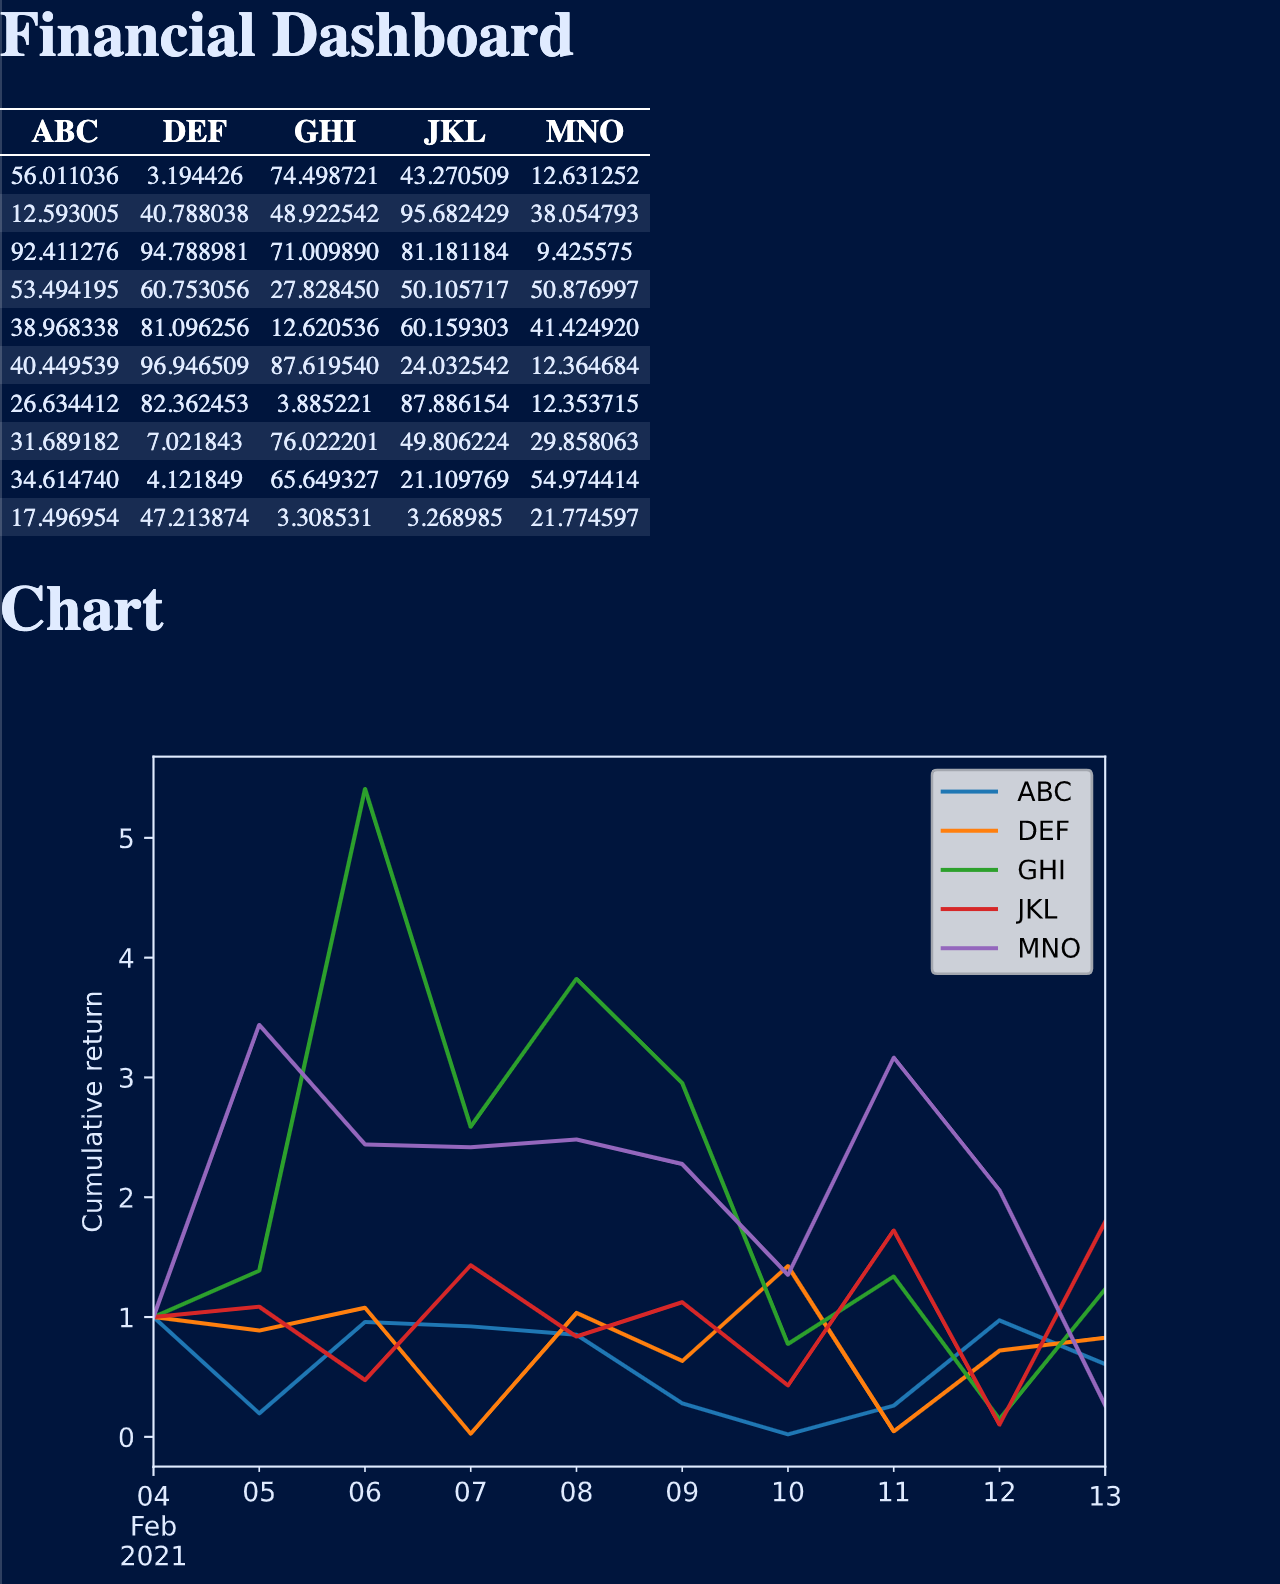 Financial Dashboard
ABC DEF GHI JKL MNO
56.011036 3.194426 74.498721 43.270509 12.631252
12.593005 40.788038 48.922542 95.682429 38.054793
92.411276 94.788981 71.009890 81.181184 9.425575
53.494195 60.753056 27.828450 50.105717 50.876997
38.968338 81.096256 12.620536 60.159303 41.424920
40.449539 96.946509 87.619540 24.032542 12.364684
26.634412 82.362453 3.885221 87.886154 12.353715
31.689182 7.021843 76.022201 49.806224 29.858063
34.614740 4.121849 65.649327 21.109769 54.974414
17.496954 47.213874 3.308531 3.268985 21.774597
Chart
ABC
DEF
GHI
JKL
MNO
5
4
3
2
1
0
Cumulative return
04 05 06 07 08 09 10 11 12 13
Feb
2021